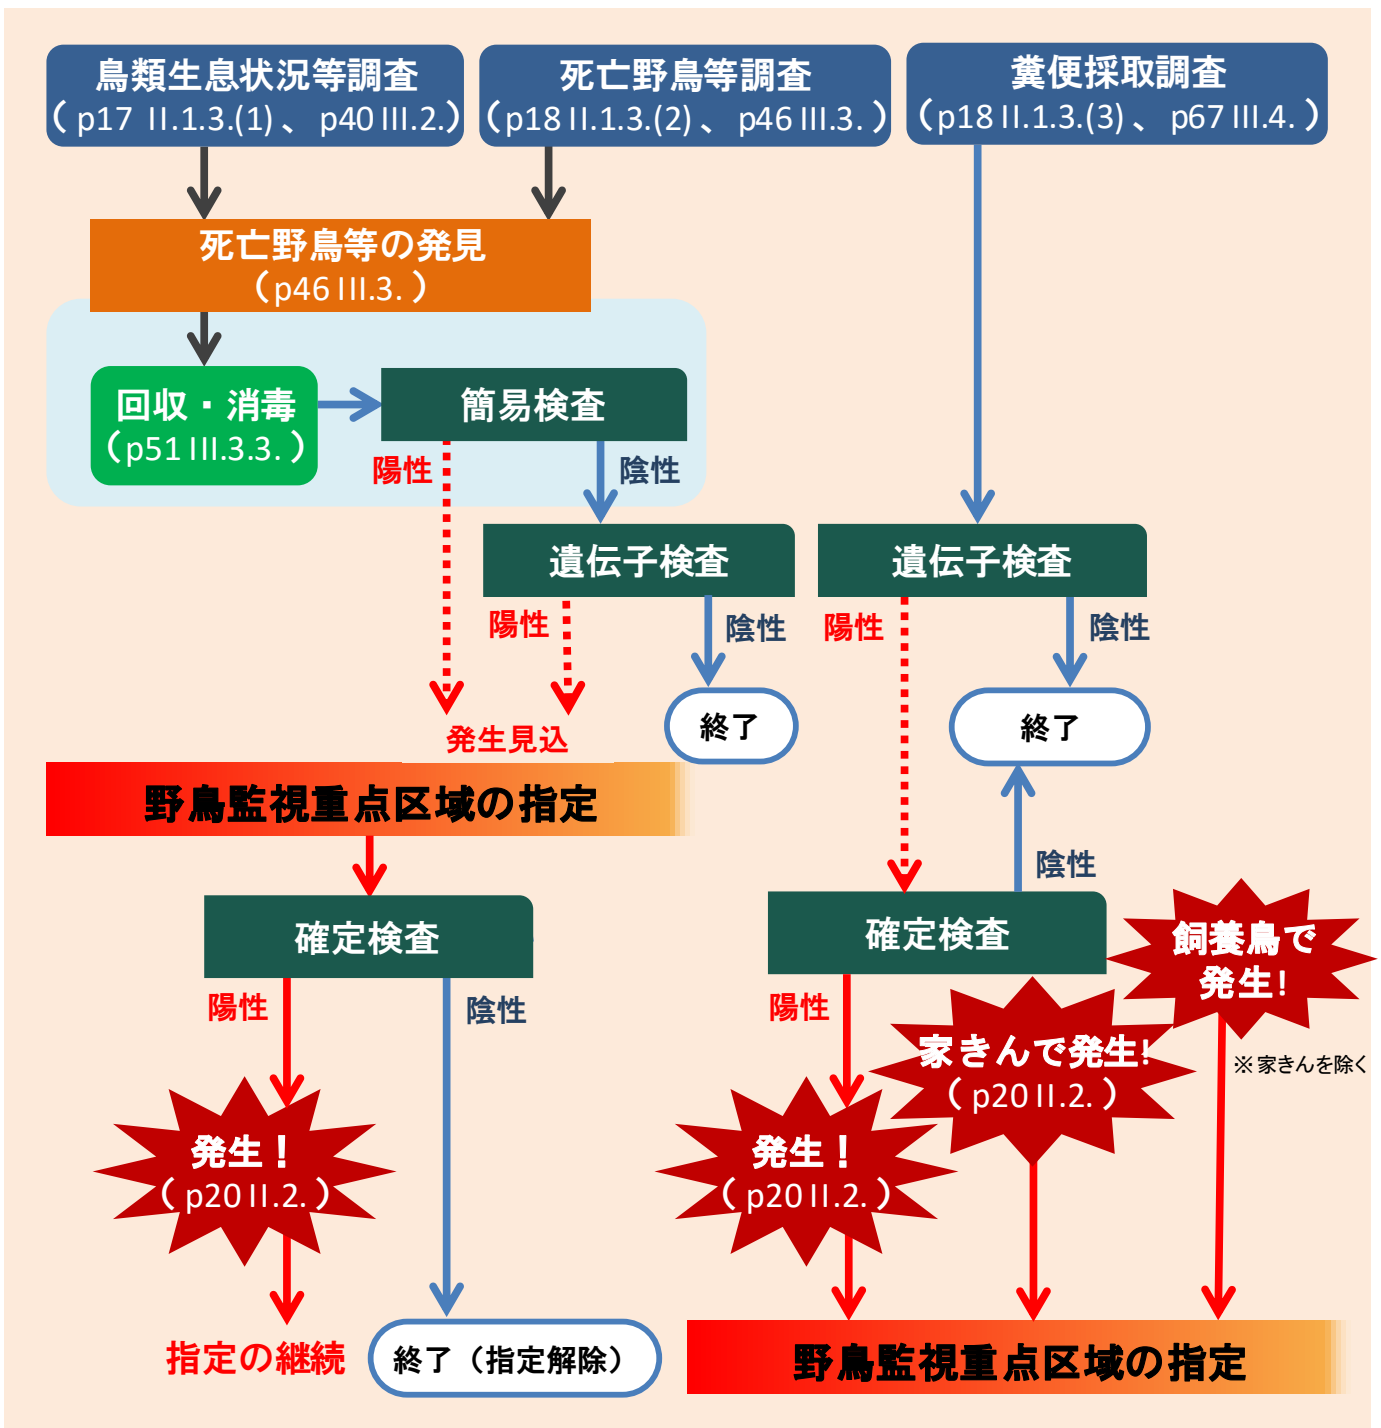 鳥類生息状況等調査
（p17 II.1.3.(1)、p40 III.2.）
死亡野鳥等調査
（p18 II.1.3.(2)、p46 III.3.）
糞便採取調査
（p18 II.1.3.(3)、p67 III.4.）
死亡野鳥等の発見
（p46 III.3.）
回収・消毒
（p51 III.3.3.）
簡易検査
陽性
陰性
遺伝子検査
遺伝子検査
陽性
陰性
陽性
陰性
終了
終了
発生見込
野鳥監視重点区域の指定
陰性
確定検査
確定検査
飼養鳥で
発生！
陽性
陰性
陽性
家きんで発生！
（p20 II.2.）
※家きんを除く
発生！
（p20 II.2.）
発生！
（p20 II.2.）
指定の継続
終了（指定解除）
野鳥監視重点区域の指定